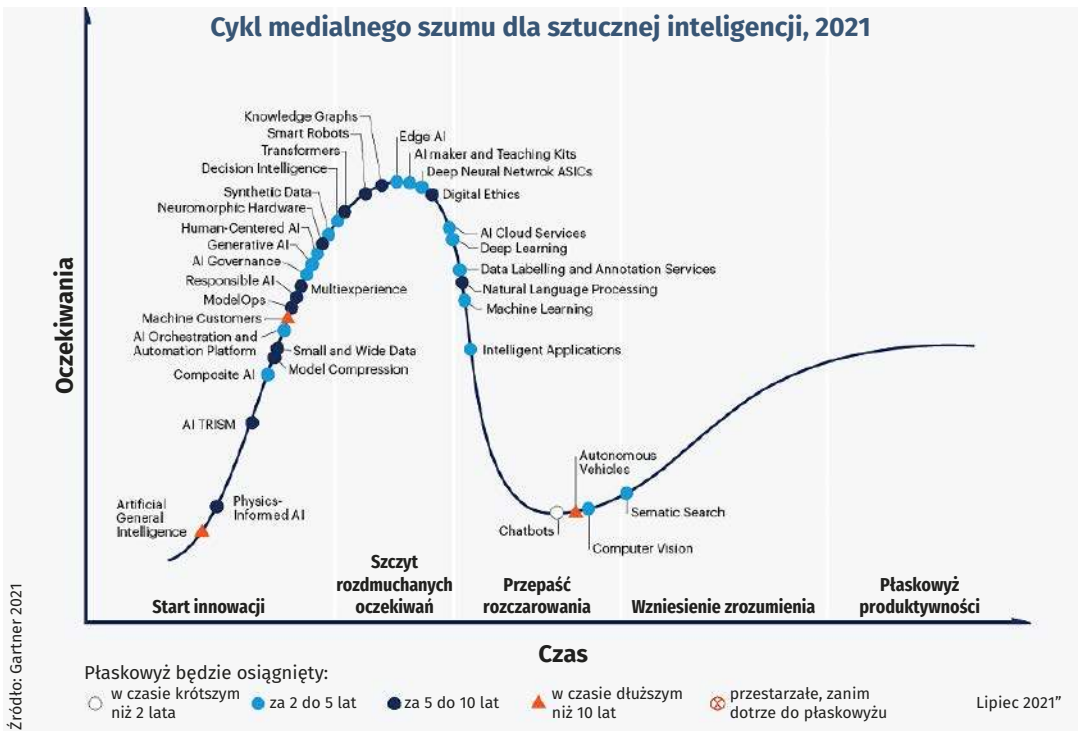 Cykl medialnego szumu dla sztucznej inteligencji, 2021
Oczekiwania
Knowledge Graphs
Smart Robots
Transformers
Decision Intelligence
Synthetic Data
Neuromorphic Hardware
Human-Centered AI
Generative AI
AI Governance
Responsible AI
Multiexperience
ModelOps
Machine Customers
AI Orchestration and
Automation Platform
Small and Wide Data
Model Compression
Composite AI
AI TRISM
Physics-
Informed AI
Artificial
General
Intelligence
Edge AI
AI maker and Teaching Kits
Deep Neural Netwrok ASICs
Digital Ethics
AI Cloud Services
Deep Learning
Data Labelling and Annotation Services
Natural Language Processing
Machine Learning
Intelligent Applications
Autonomous
Vehicles
Chatbots
Sematic Search
Computer Vision
Start innowacji
Szczyt
rozdmuchanych
oczekiwań
Przepaść
rozczarowania
Wzniesienie zrozumienia
Płaskowyż
produktywności
Czas
Płaskowyż będzie osiągnięty:
w czasie krótszym
niż 2 lata
za 2 do 5 lat
za 5 do 10 lat
w czasie dłuższym
niż 10 lat
przestarzałe, zanim
dotrze do płaskowyżu
Lipiec 2021”
Źródło: Gartner 2021